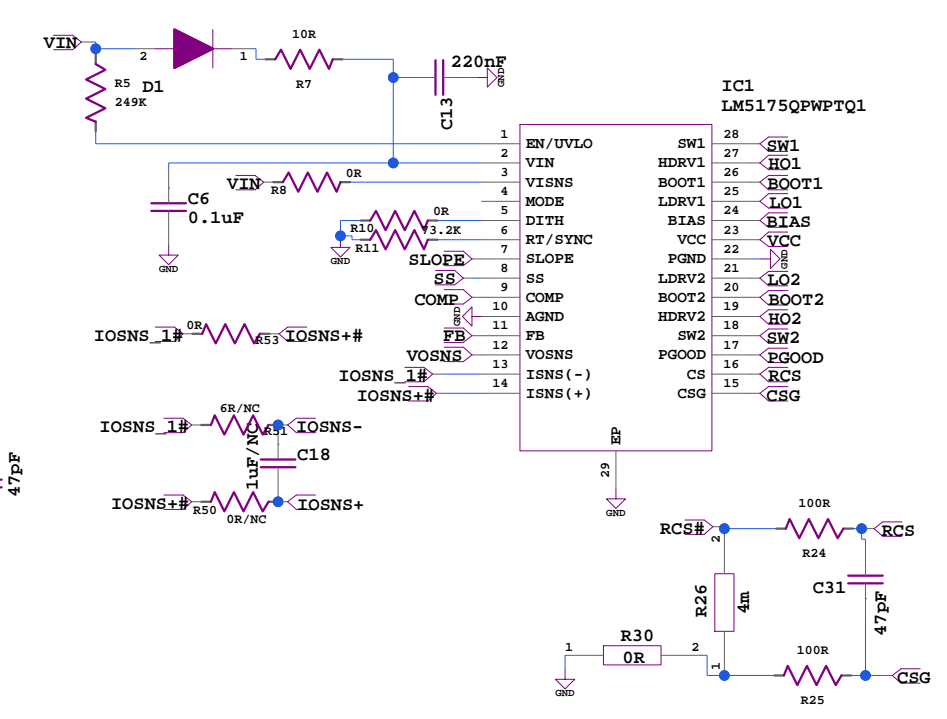 VIN
2
1
D1
R5
249K
10R
R7
220nF
C13
GND
IC1
LM5175QPWPTQ1
1 EN/UVLO
2 VIN
3 VISNS
4 MODE
5 DITH
6 RT/SYNC
7 SLOPE
8 SS
9 COMP
10 AGND
11 FB
12 VOSNS
13 ISNS(-)
14 ISNS(+)
SW1 28 SW1
HDRV1 27 HO1
BOOT1 26 BOOT1
LDRV1 25 LO1
BIAS 24 BIAS
VCC 23 VCC
PGND 22 GND
LDRV2 21 LO2
BOOT2 20 BOOT2
HDRV2 19 HO2
SW2 18 SW2
PGOOD 17 PGOOD
CS 16 RCS
CSG 15 CSG
EP
29
GND
VIN
R8
0R
C6
0.1uF
GND
0R
R10
73.2K
R11
GND
SLOPE
SS
COMP
GND
FB
VOSNS
IOSNS_1#
IOSNS+#
IOSNS_1#
0R
R53
IOSNS+#
6R/NC
IOSNS_1#
R51
IOSNS-
1uF/NC
C18
IOSNS+#
R50
0R/NC
IOSNS+
47pF
RCS#
2
100R
R24
RCS
R26
4m
C31
47pF
R30
1
0R
2
GND
1
100R
R25
CSG